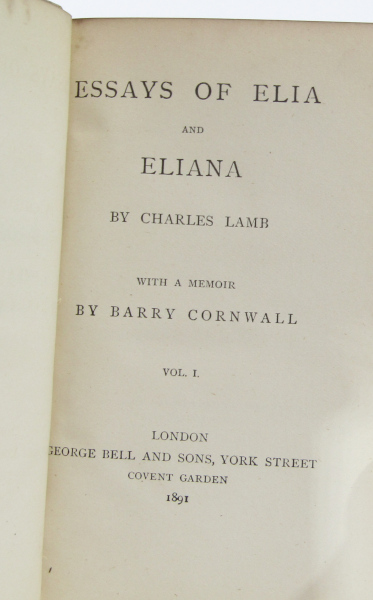 ESSAYS OF ELIA
AND
ELIANA
BY CHARLES LAMB
WITH A MEMOIR
BY BARRY CORNWALL
VOL. I.
LONDON
GEORGE BELL AND SONS, YORK STREET
COVENT GARDEN
1891